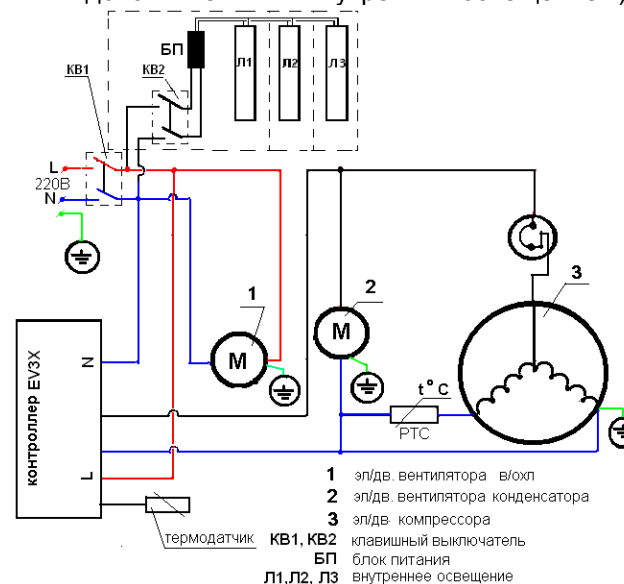 БП
Л1
Л2
Л3
КВ1
КВ2
L
220В
N
1
2
3
М
М
контроллер EV3X
N
L
t°C
РТС
термодатчик
1 эл/дв. вентилятора в/охл
2 эл/дв. вентилятора конденсатора
3 эл/дв. компрессора
КВ1, КВ2 клавишный выключатель
БП блок питания
Л1,Л2, Л3 внутреннее освещение